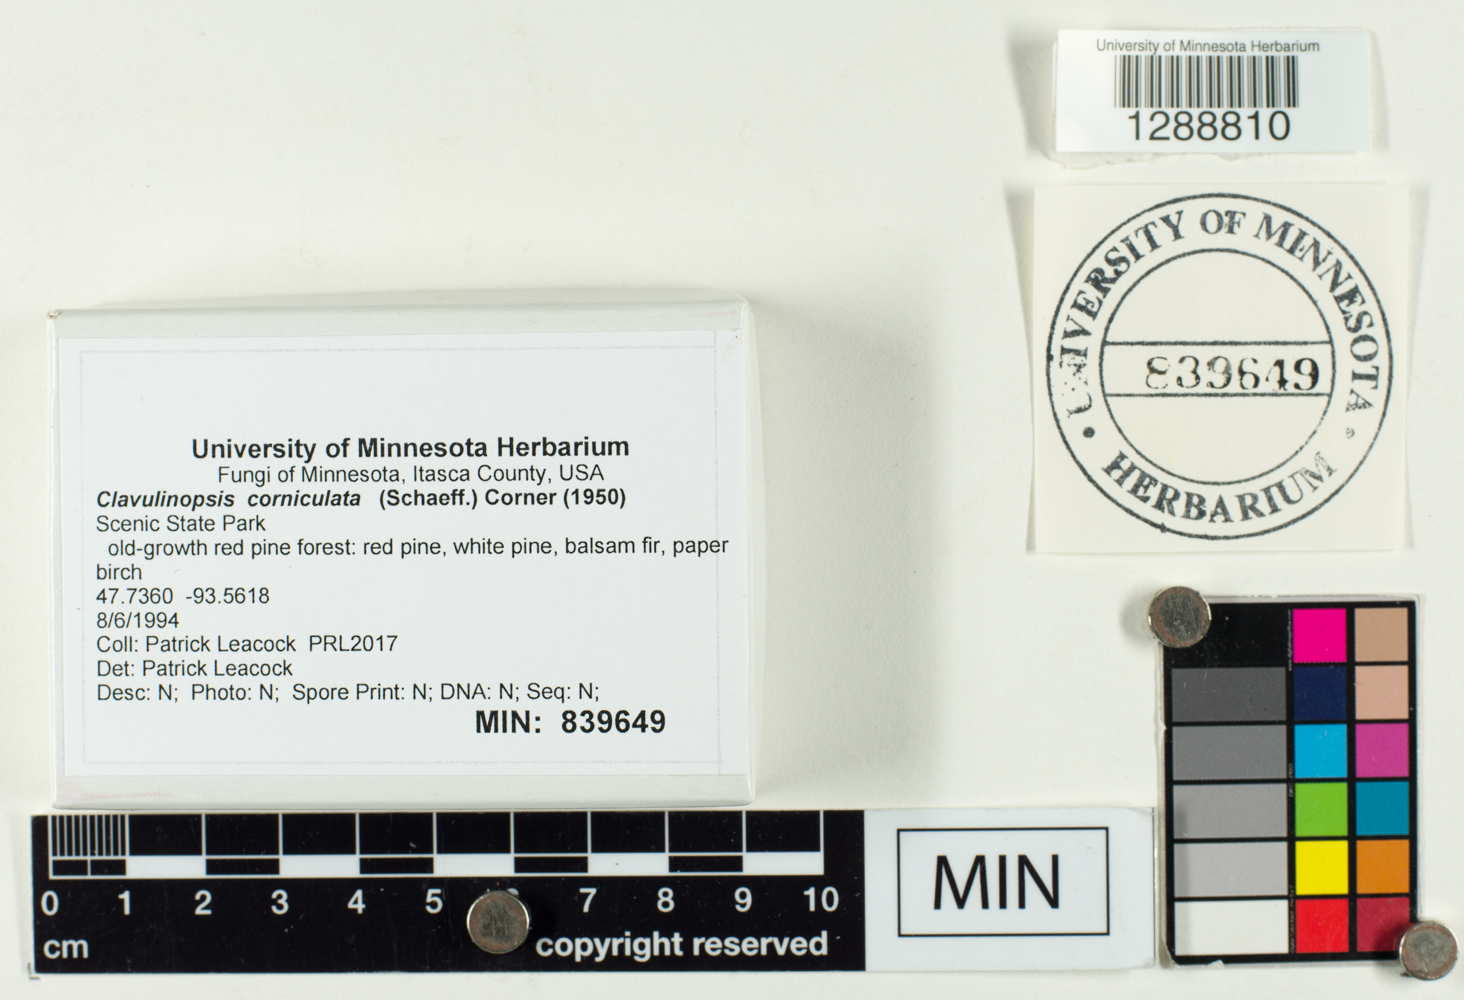 University of Minnesota Herbarium
1288810
UNIVERSITY OF MINNESOTA
839649
HERBARIUM
University of Minnesota Herbarium
Fungi of Minnesota, Itasca County, USA
Clavulinopsis corniculata (Schaeff.) Corner (1950)
Scenic State Park
old-growth red pine forest: red pine, white pine, balsam fir, paper
birch
47.7360 -93.5618
8/6/1994
Coll: Patrick Leacock PRL2017
Det: Patrick Leacock
Desc: N; Photo: N; Spore Print: N; DNA: N; Seq: N;
MIN: 839649
0 1 2 3 4 5 7 8 9 10
cm
copyright reserved
MIN